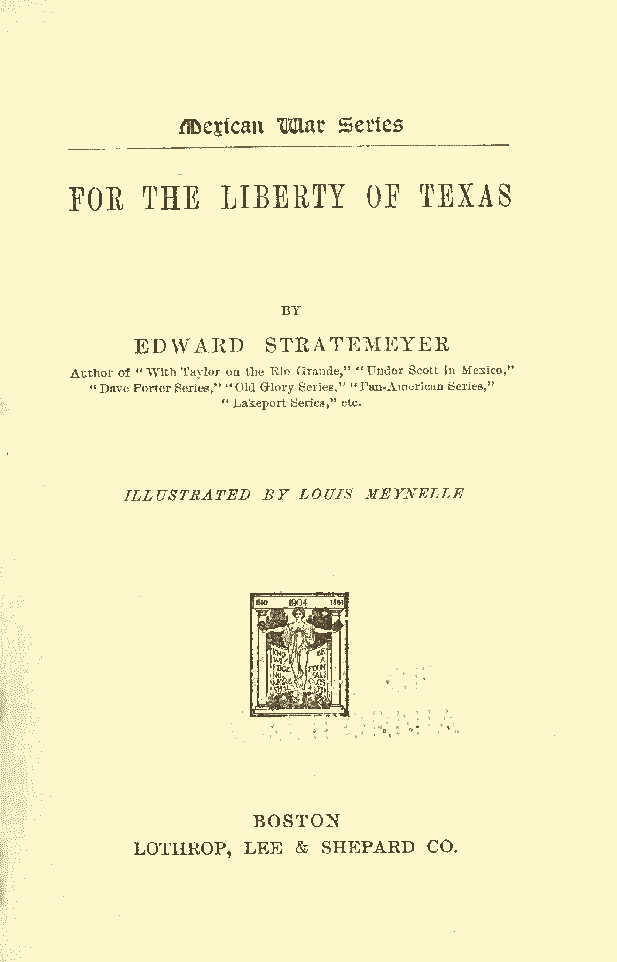 Mexican War Series
FOR THE LIBERTY OF TEXAS
BY
EDWARD STRATEMEYER
Author of "With Taylor on the Rio Grande," "Under Scott in Mexico,"
"Dave Porter Series," "Old Glory Series," "Pan-American Series,"
"Lakeport Series," etc.
ILLUSTRATED BY LOUIS MEYNELLE
1904
BOSTON
LOTHROP, LEE & SHEPARD CO.